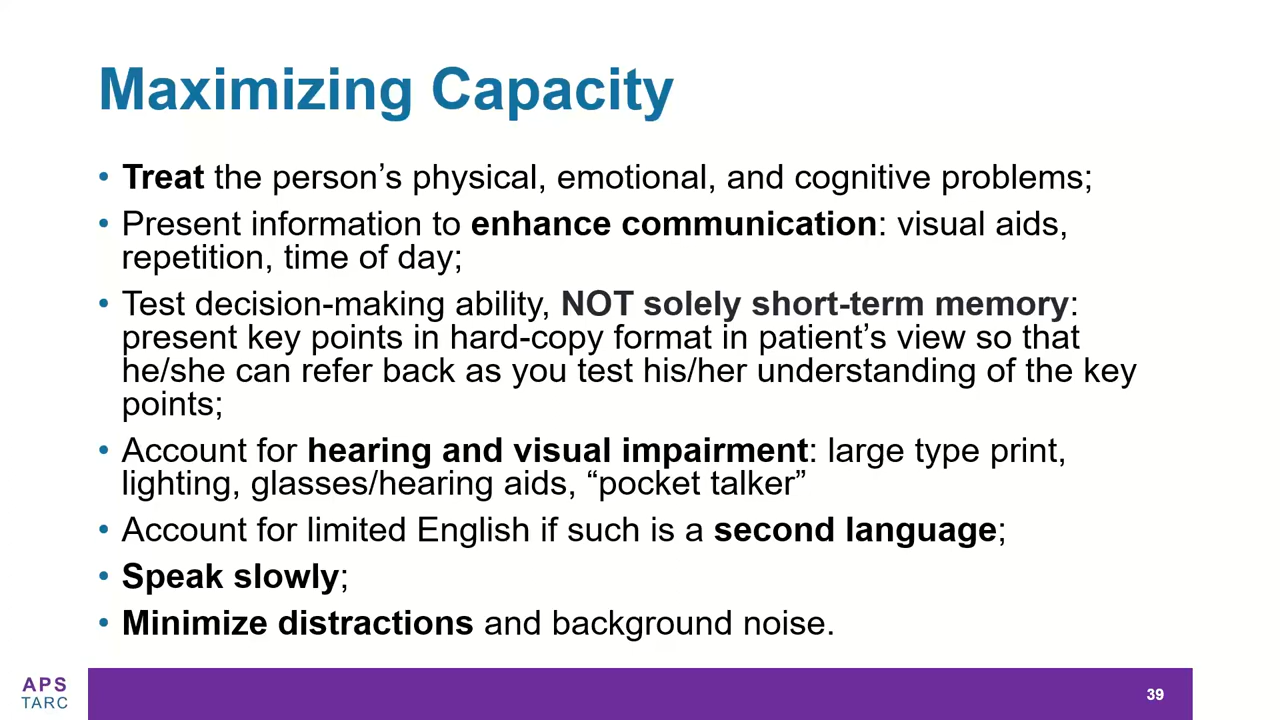 Maximizing Capacity
• Treat the person’s physical, emotional, and cognitive problems;
• Present information to enhance communication: visual aids,
repetition, time of day;
• Test decision-making ability, NOT solely short-term memory:
present key points in hard-copy format in patient’s view so that
he/she can refer back as you test his/her understanding of the key
points;
• Account for hearing and visual impairment: large type print,
lighting, glasses/hearing aids, “pocket talker”
• Account for limited English if such is a second language;
• Speak slowly;
• Minimize distractions and background noise.
APS
TARC
39